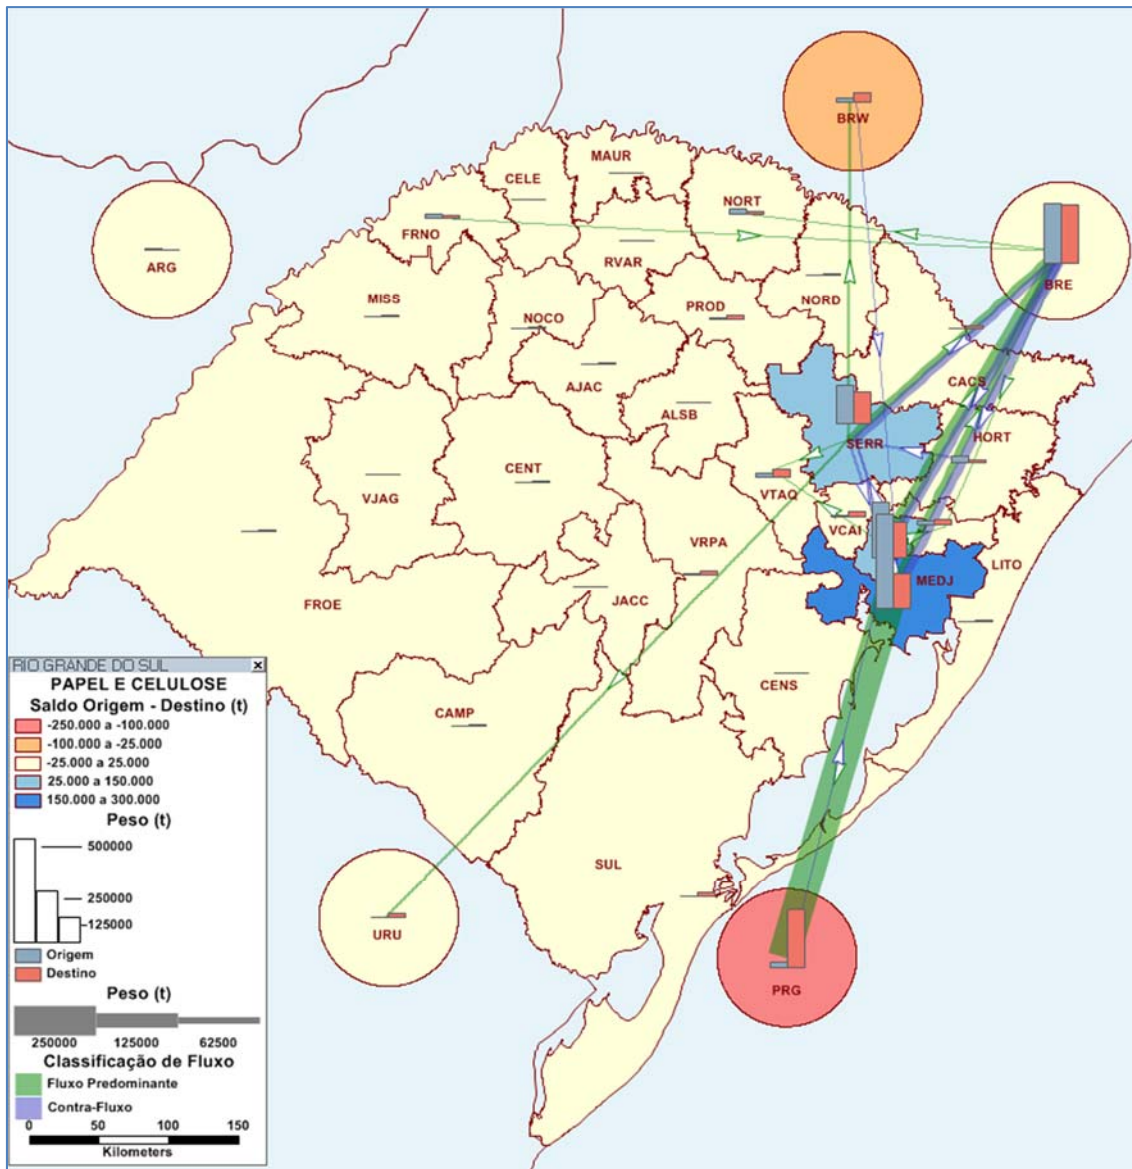 BRW
MAUR
CELE
NORT
FRNO
RVAR
ARG
BRE
MISS
NORD
PROD
NOCO
AJAC
CACS
ALSB
SERR
HORT
CENT
VJAG
VTAQ
VCAI
VRPA
LITO
MEDJ
FROE
JACC
CENS
CAMP
SUL
URU
PRG
RIO GRANDE DO SUL
PAPEL E CELULOSE
Saldo Origem - Destino (t)
-250.000 a -100.000
-100.000 a -25.000
-25.000 a 25.000
25.000 a 150.000
150.000 a 300.000
Peso (t)
500000
250000
125000
Origem
Destino
Peso (t)
250000 125000 62500
Classificação de Fluxo
Fluxo Predominante
Contra-Fluxo
0 50 100 150
Kilometers